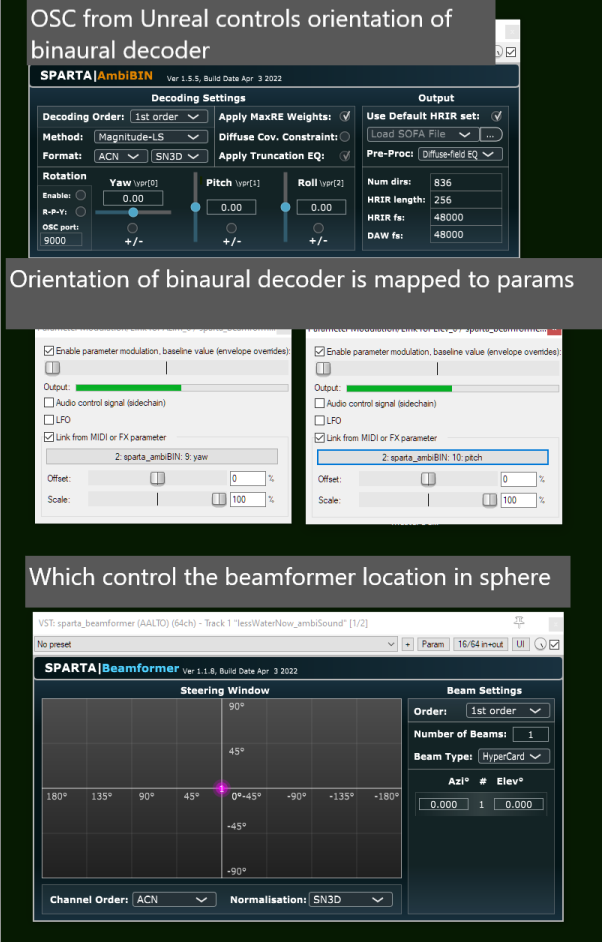 OSC from Unreal controls orientation of
binaural decoder
SPARTA|AmbiBIN Ver 1.5.5, Build Date Apr 3 2022
Decoding Settings
Output
Decoding Order: 1st order
Apply MaxRE Weights:
Use Default HRIR set:
Method: Magnitude-LS
Diffuse Cov. Constraint:
Load SOFA File ...
Format: ACN SN3D
Apply Truncation EQ:
Pre-Proc: Diffuse-field EQ
Rotation
Yaw \ypr[0]
Pitch \ypr[1]
Roll \ypr[2]
Enable:
0.00
0.00
0.00
R-P-Y:
OSC port:
9000
+/-
+/-
+/-
Num dirs: 836
HRIR length: 256
HRIR fs: 48000
DAW fs: 48000
Orientation of binaural decoder is mapped to params
Enable parameter modulation, baseline value (envelope overrides):
Output:
Audio control signal (sidechain)
LFO
Link from MIDI or FX parameter
2: sparta_ambiBIN: 9: yaw
Offset: 0 %
Scale: 100 %
Enable parameter modulation, baseline value (envelope overrides):
Output:
Audio control signal (sidechain)
LFO
Link from MIDI or FX parameter
2: sparta_ambiBIN: 10: pitch
Offset: 0 %
Scale: 100 %
Which control the beamformer location in sphere
VST: sparta_beamformer (AALTO) (64ch) - Track 1 "lessWaterNow_ambiSound" [1/2]
No preset + Param 16/64 in+out UI
SPARTA|Beamformer Ver 1.1.8, Build Date Apr 3 2022
Steering Window
90°
45°
180° 135° 90° 45° 1 0° -45° -90° -135° -180°
-45°
-90°
Channel Order: ACN Normalisation: SN3D
Beam Settings
Order: 1st order
Number of Beams: 1
Beam Type: HyperCard
Azi° # Elev°
0.000 1 0.000